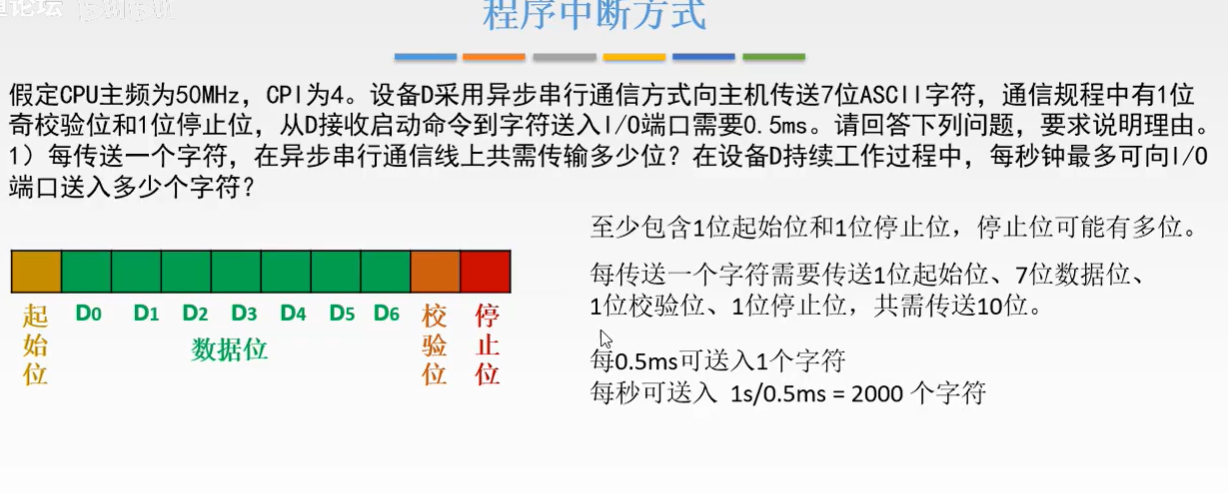 程序中断方式
假定CPU主频为50MHz，CPI为4。设备D采用异步串行通信方式向主机传送7位ASCII字符，通信规程中有1位
奇校验位和1位停止位，从D接收启动命令到字符送入I/O端口需要0.5ms。请回答下列问题，要求说明理由。
1）每传送一个字符，在异步串行通信线上共需传输多少位？在设备D持续工作过程中，每秒钟最多可向I/O
端口送入多少个字符？
至少包含1位起始位和1位停止位，停止位可能有多位。
每传送一个字符需要传送1位起始位、7位数据位、
1位校验位、1位停止位，共需传送10位。
起始位 D0 D1 D2 D3 D4 D5 D6 校验位 停止位
数据位
每0.5ms可送入1个字符
每秒可送入 1s/0.5ms = 2000 个字符